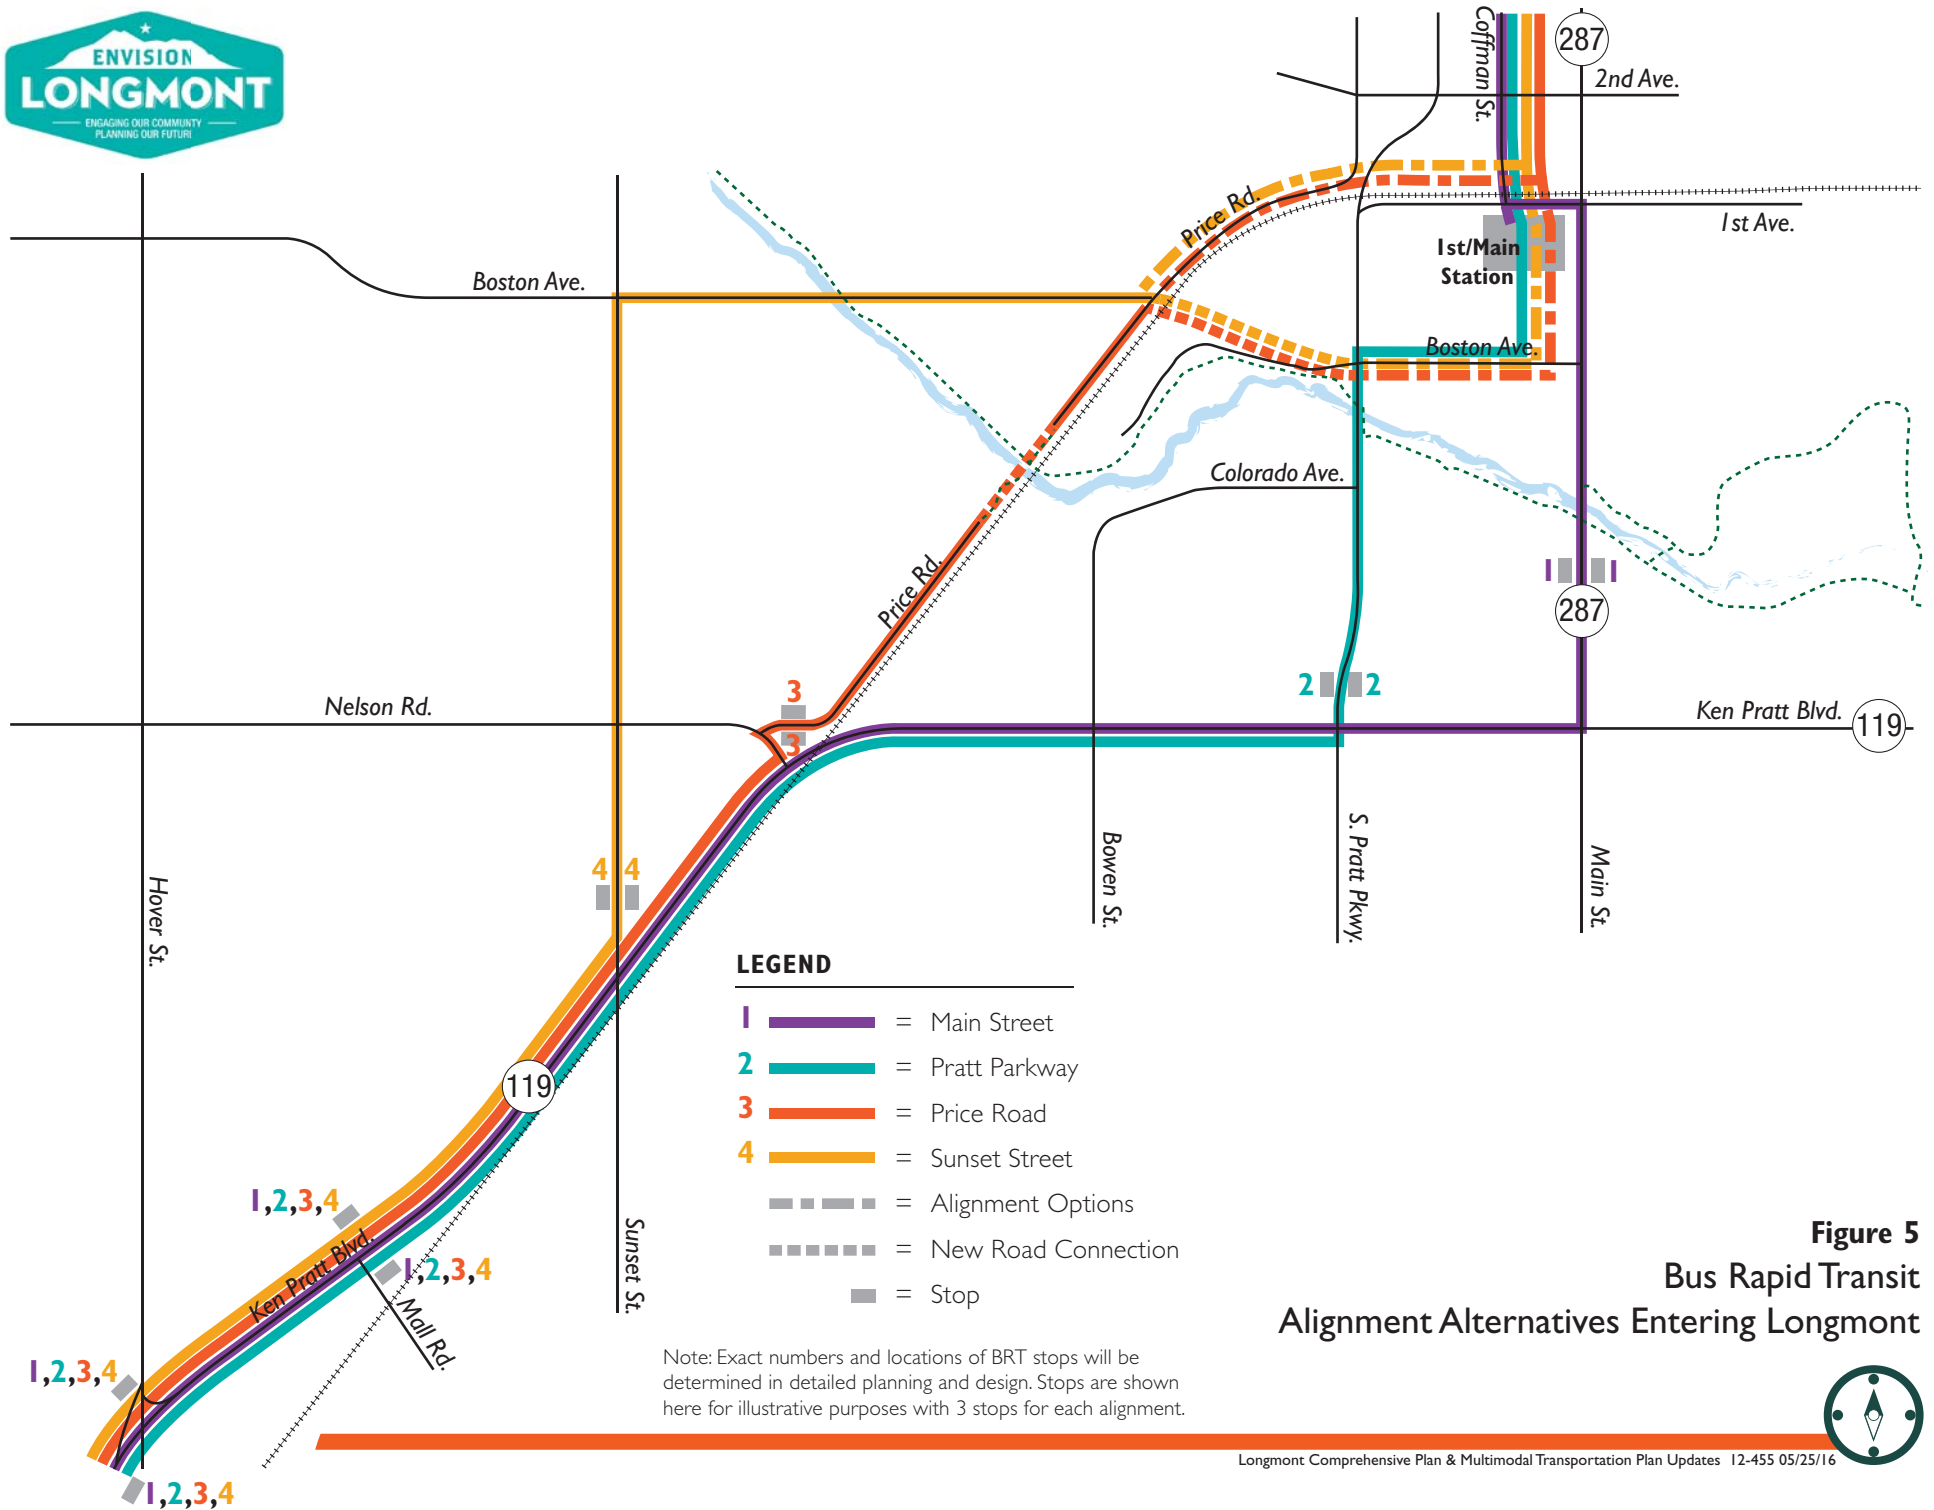 ENVISION
LONGMONT
ENGAGING OUR COMMUNITY
PLANNING OUR FUTURE
Coffman St.
287
2nd Ave.
Price Rd.
1st Ave.
1st/Main
Station
Boston Ave.
Boston Ave.
Colorado Ave.
Price Rd.
1 1
287
2 2
3
Nelson Rd.
3
Ken Pratt Blvd.
119
4 4
Hover St.
Bowen St.
S. Pratt Pkwy.
Main St.
119
LEGEND
1 = Main Street
2 = Pratt Parkway
3 = Price Road
4 = Sunset Street
= Alignment Options
= New Road Connection
= Stop
1,2,3,4
Ken Pratt Blvd.
1,2,3,4
Mall Rd.
Sunset St.
1,2,3,4
1,2,3,4
Note: Exact numbers and locations of BRT stops will be
determined in detailed planning and design. Stops are shown
here for illustrative purposes with 3 stops for each alignment.
Figure 5
Bus Rapid Transit
Alignment Alternatives Entering Longmont
Longmont Comprehensive Plan & Multimodal Transportation Plan Updates 12-455 05/25/16